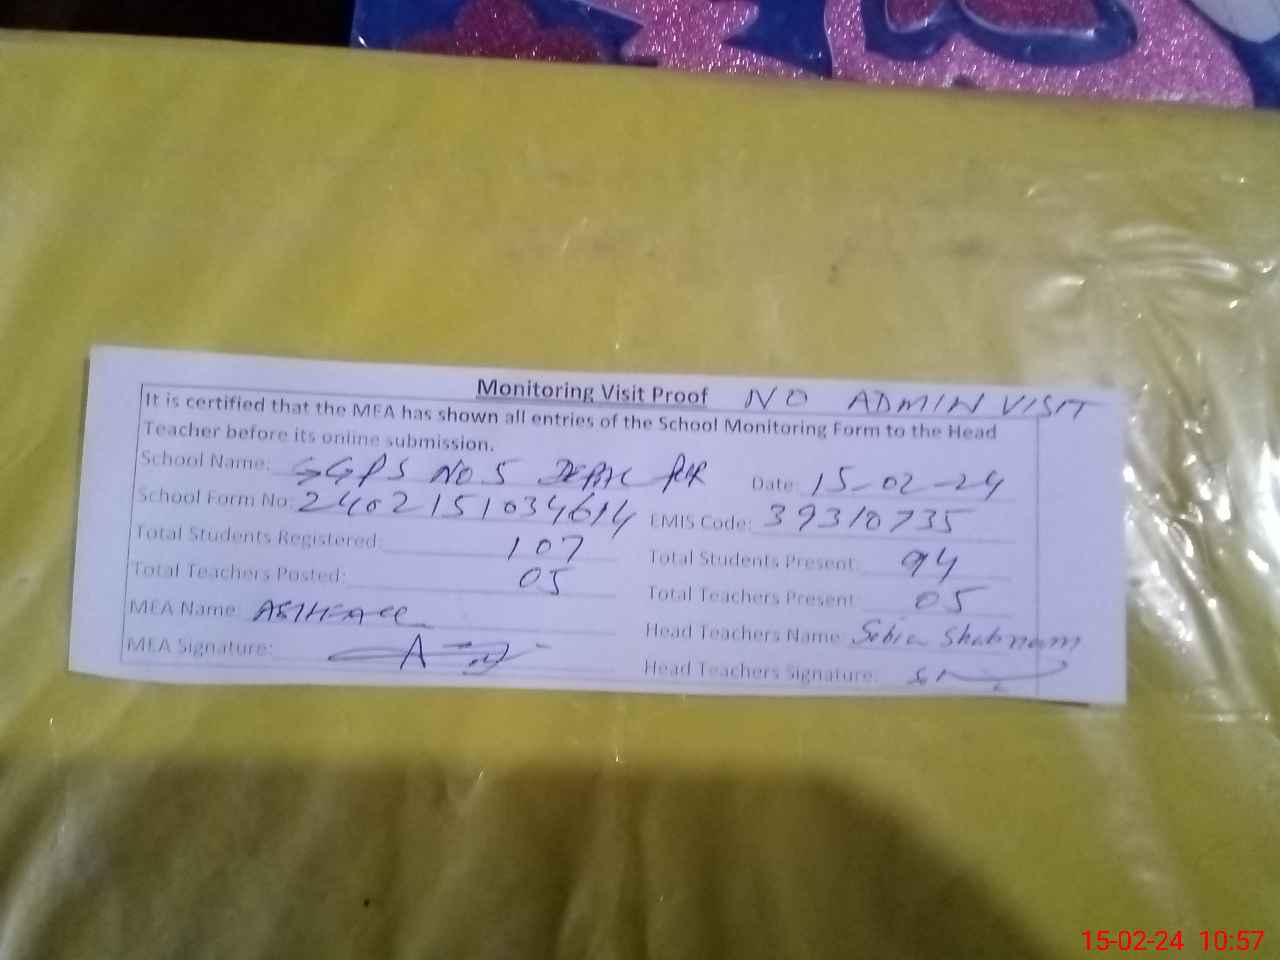 Monitoring Visit Proof NO ADMIN VISIT
It is certified that the MEA has shown all entries of the School Monitoring Form to the Head
Teacher before its online submission.
School Name: GGPS NO 5 Date: 15-02-24
School Form No: 2402151034614 EMIS Code: 39310735
Total Students Registered: 107 Total Students Present: 94
Total Teachers Posted: 05 Total Teachers Present: 05
MEA Name: Head Teachers Name: Sobia Shabnam
MEA Signature: Head Teachers Signature:
15-02-24 10:57